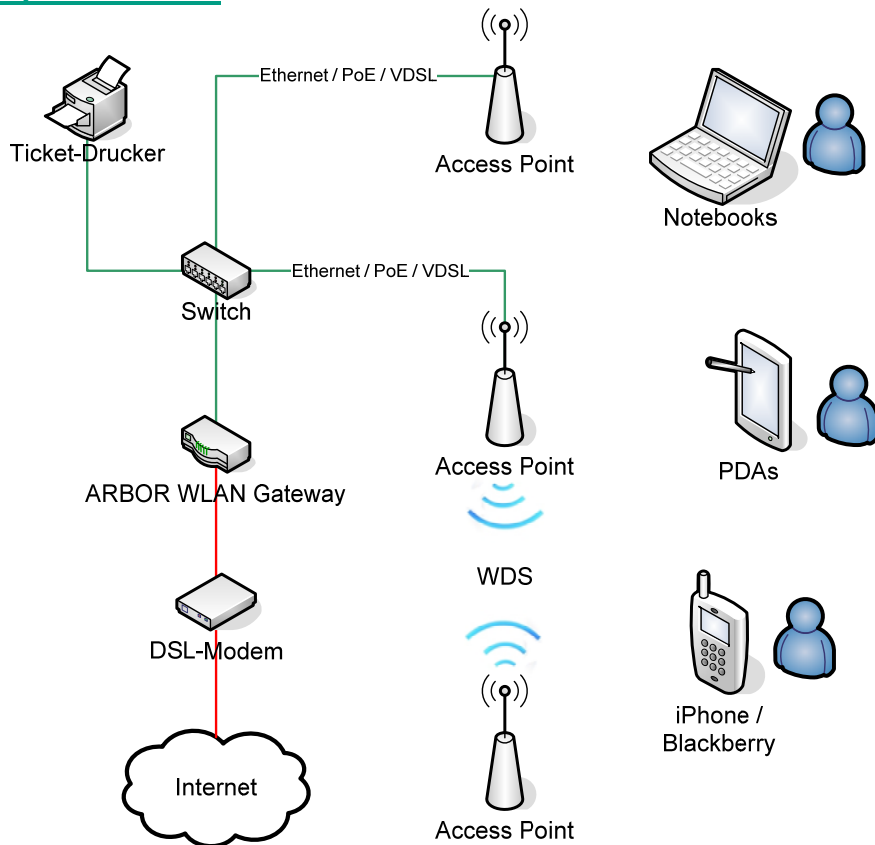 Ethernet / PoE / VDSL
Ticket-Drucker
Access Point
Notebooks
Ethernet / PoE / VDSL
Switch
Access Point
PDAs
ARBOR WLAN Gateway
WDS
DSL-Modem
iPhone /
Blackberry
Internet
Access Point